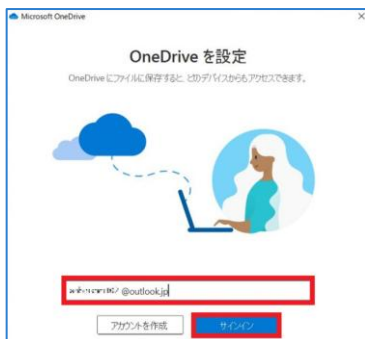 Microsoft OneDrive
OneDrive を設定
OneDrive にファイルに保存すると、どのデバイスからもアクセスできます。
@outlook.jp
アカウントを作成
サインイン